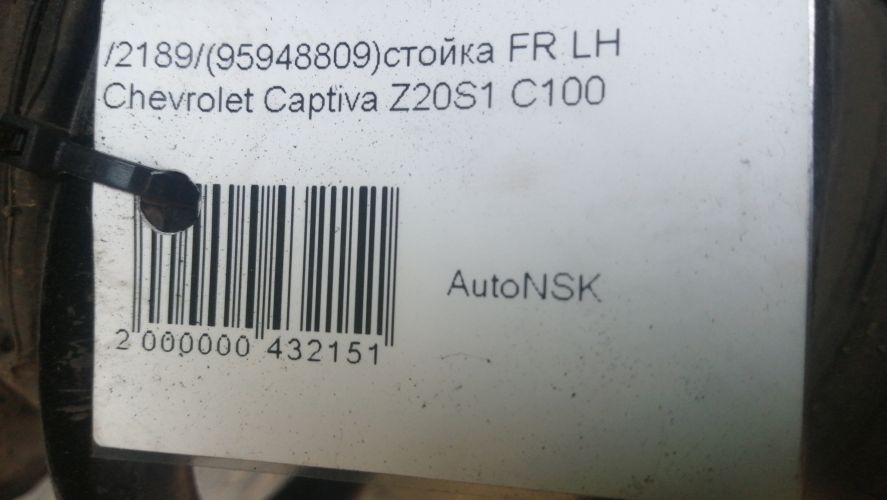 /2189/(95948809)стойка FR LH
Chevrolet Captiva Z20S1 C100
AutoNSK
2 000000 432151